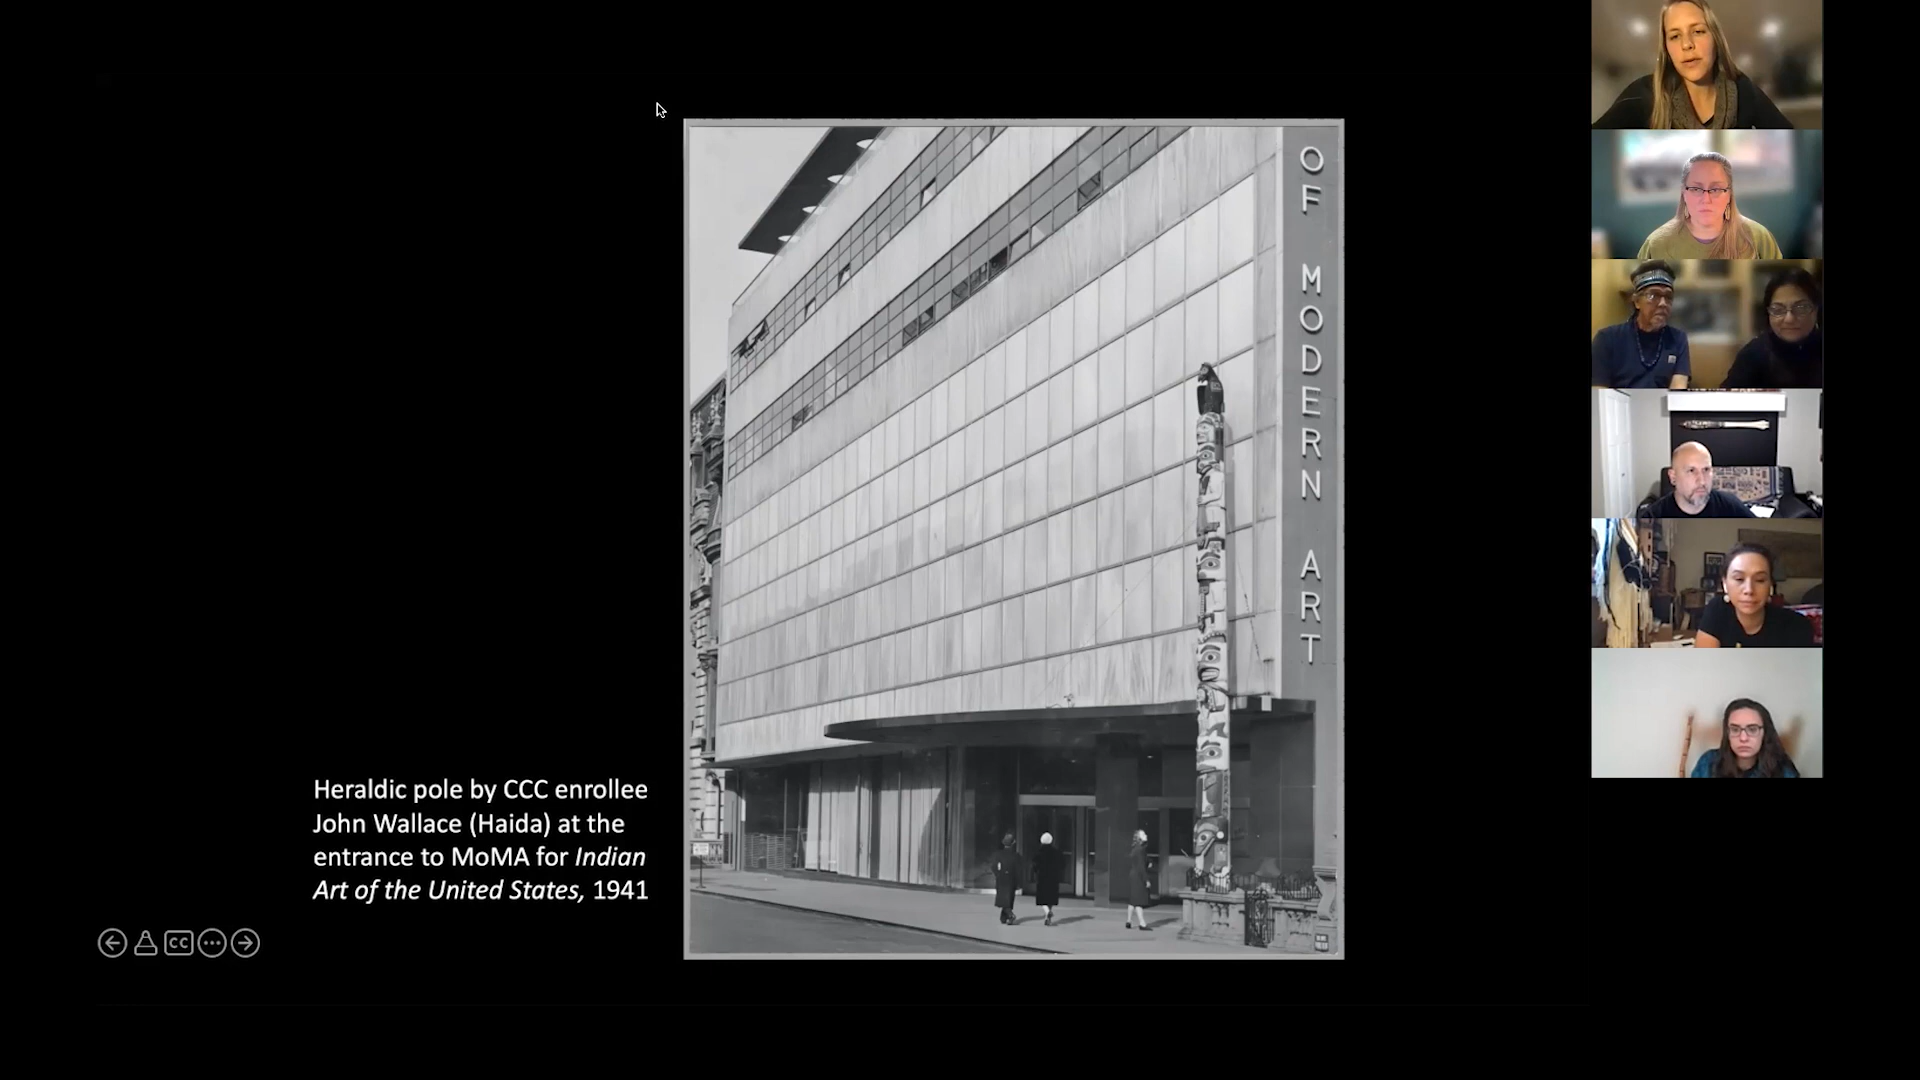 OF MODERN ART
Heraldic pole by CCC enrollee
John Wallace (Haida) at the
entrance to MoMA for Indian
Art of the United States, 1941
CC